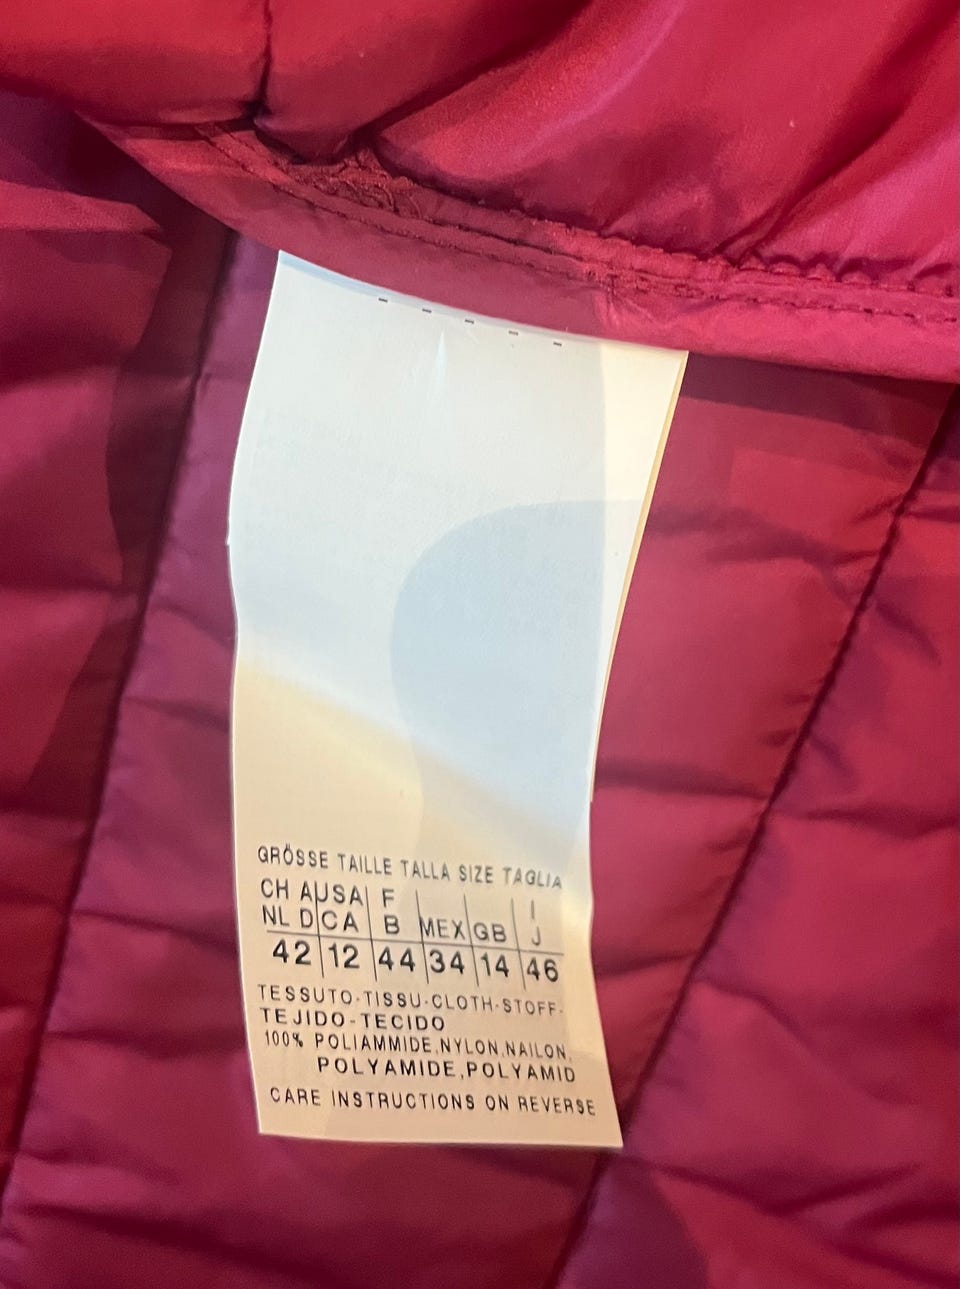 GRÖSSE TAILLE TALLA SIZE TAGLIA
CH A USA F I
NL D CA B MEX GB J
42 12 44 34 14 46
TESSUTO-TISSU-CLOTH-STOFF-
TEJIDO-TECIDO
100% POLIAMMIDE,NYLON,NAILON,
POLYAMIDE,POLYAMID
CARE INSTRUCTIONS ON REVERSE